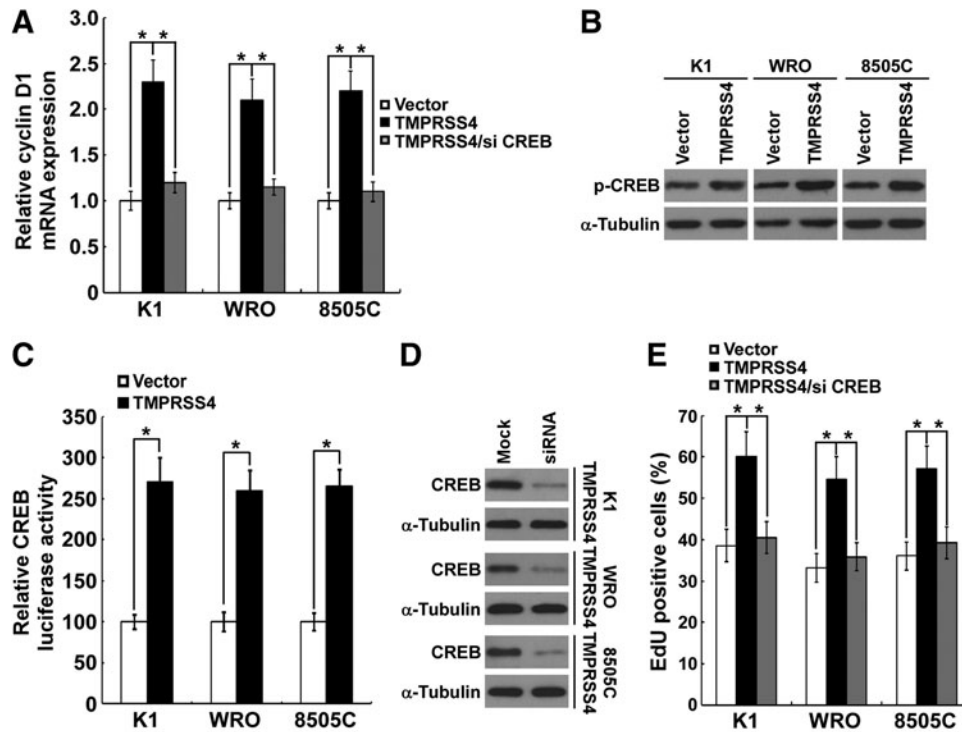 A
Relative cyclin D1
mRNA expression
3.0
2.5
2.0
1.5
1.0
0.5
0
* *
* *
* *
Vector
TMPRSS4
TMPRSS4/si CREB
K1
WRO
8505C
B
K1
WRO
8505C
Vector
TMPRSS4
Vector
TMPRSS4
Vector
TMPRSS4
p-CREB
α-Tubulin
C
Vector
TMPRSS4
Relative CREB
luciferase activity
350
300
250
200
150
100
50
0
*
*
*
K1
WRO
8505C
D
Mock
siRNA
CREB
α-Tubulin
K1
TMPRSS4
CREB
α-Tubulin
WRO
TMPRSS4
CREB
α-Tubulin
8505C
TMPRSS4
E
Vector
TMPRSS4
TMPRSS4/si CREB
EdU positive cells (%)
70
60
50
40
30
20
10
0
* *
* *
* *
K1
WRO
8505C